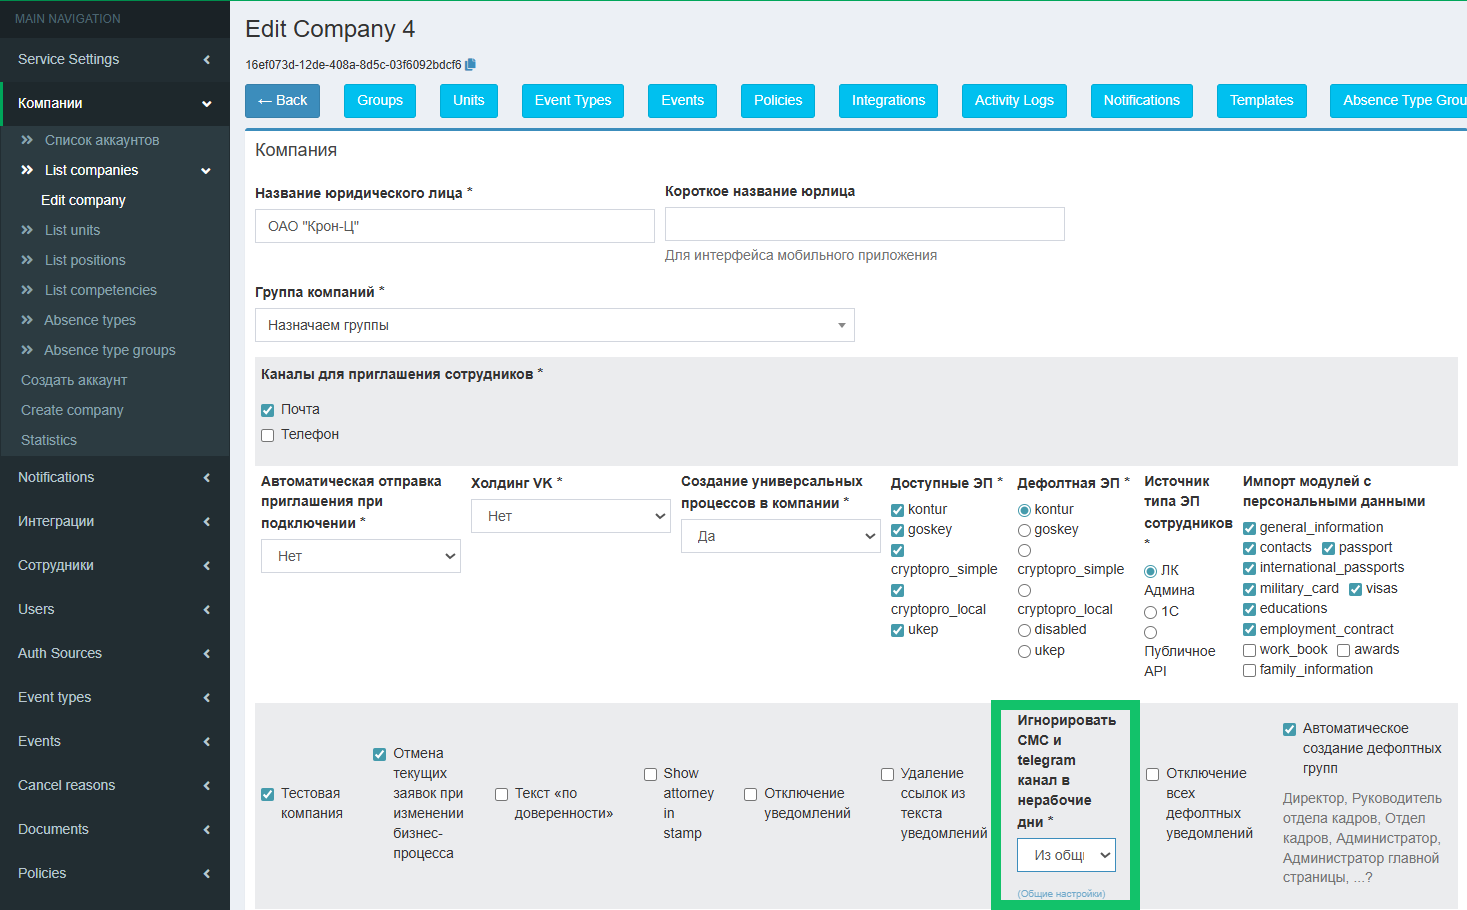 MAIN NAVIGATION
Service Settings
Компании
Список аккаунтов
List companies
Edit company
List units
List positions
List competencies
Absence types
Absence type groups
Создать аккаунт
Create company
Statistics
Notifications
Интеграции
Сотрудники
Users
Auth Sources
Event types
Events
Cancel reasons
Documents
Policies
Edit Company 4
16ef073d-12de-408a-8d5c-03f6092bdcf6
← Back Groups Units Event Types Events Policies Integrations Activity Logs Notifications Templates Absence Type Grou
Компания
Название юридического лица *
ОАО "Крон-Ц"
Короткое название юрлица
Для интерфейса мобильного приложения
Группа компаний *
Назначаем группы
Каналы для приглашения сотрудников *
Почта
Телефон
Автоматическая отправка
приглашения при
подключении *
Нет
Холдинг VK *
Нет
Создание универсальных
процессов в компании *
Да
Доступные ЭП *
kontur
goskey
cryptopro_simple
cryptopro_local
ukep
Дефолтная ЭП *
kontur
goskey
cryptopro_simple
cryptopro_local
disabled
ukep
Источник
типа ЭП
сотрудников
*
ЛК
Админа
1С
Публичное
API
Импорт модулей с
персональными данными
general_information
contacts passport
international_passports
military_card visas
educations
employment_contract
work_book awards
family_information
Тестовая
компания
Отмена
текущих
заявок при
изменении
бизнес-
процесса
Текст «по
доверенности»
Show
attorney
in
stamp
Отключение
уведомлений
Удаление
ссылок из
текста
уведомлений
Игнорировать
СМС и
telegram
канал в
нерабочие
дни *
Из общ
(Общие настройки)
Отключение
всех
дефолтных
уведомлений
Автоматическое
создание дефолтных
групп
Директор, Руководитель
отдела кадров, Отдел
кадров, Администратор,
Администратор главной
страницы, ...?